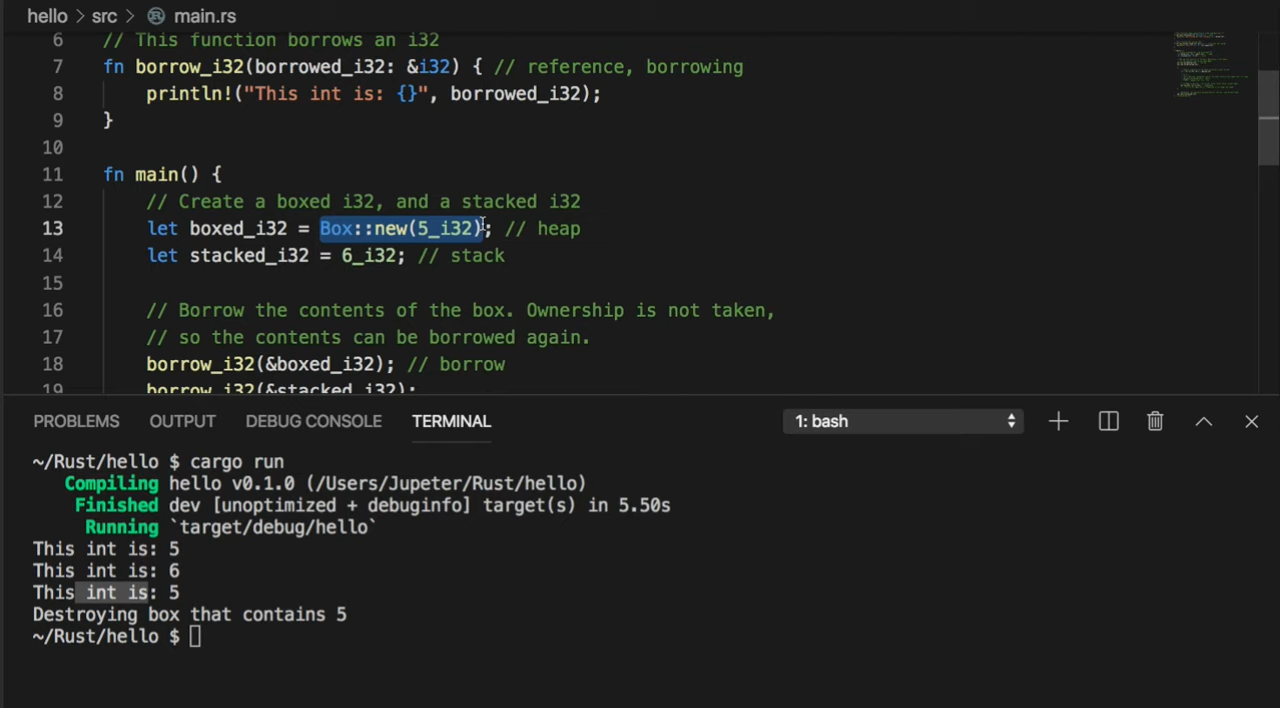 hello > src > main.rs
6 // This function borrows an i32
7 fn borrow_i32(borrowed_i32: &i32) { // reference, borrowing
8 println!("This int is: {}", borrowed_i32);
9 }
10
11 fn main() {
12 // Create a boxed i32, and a stacked i32
13 let boxed_i32 = Box::new(5_i32); // heap
14 let stacked_i32 = 6_i32; // stack
15
16 // Borrow the contents of the box. Ownership is not taken,
17 // so the contents can be borrowed again.
18 borrow_i32(&boxed_i32); // borrow
19 borrow_i32(&stacked_i32);
PROBLEMS OUTPUT DEBUG CONSOLE TERMINAL 1: bash
~/Rust/hello $ cargo run
Compiling hello v0.1.0 (/Users/Jupeter/Rust/hello)
Finished dev [unoptimized + debuginfo] target(s) in 5.50s
Running `target/debug/hello`
This int is: 5
This int is: 6
This int is: 5
Destroying box that contains 5
~/Rust/hello $